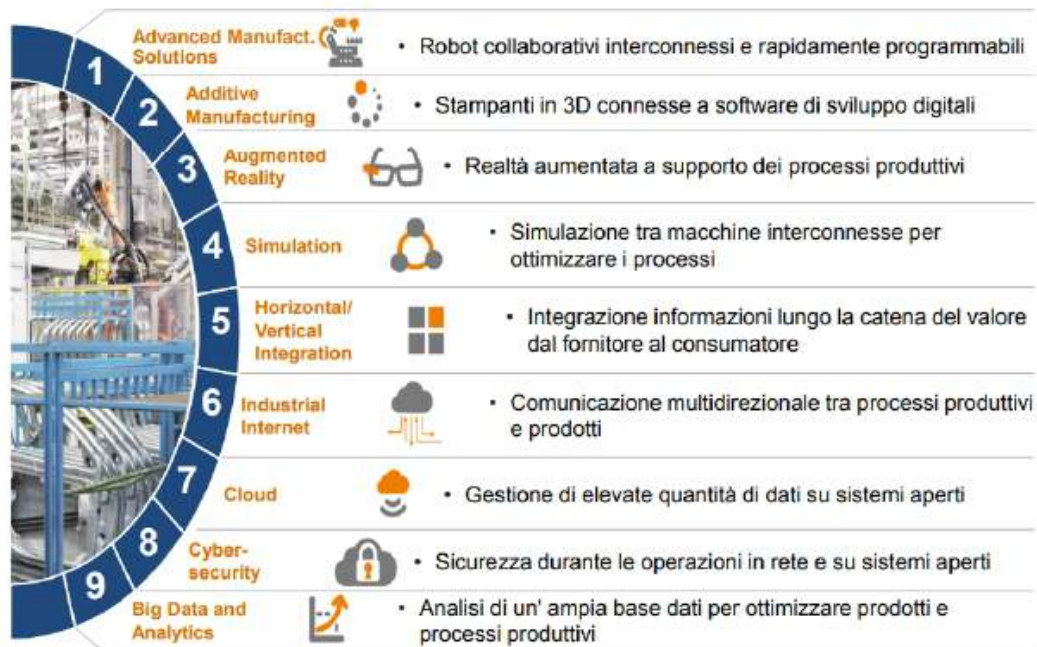 1
Advanced Manufact.
Solutions
• Robot collaborativi interconnessi e rapidamente programmabili
2
Additive
Manufacturing
• Stampanti in 3D connesse a software di sviluppo digitali
3
Augmented
Reality
• Realtà aumentata a supporto dei processi produttivi
4
Simulation
• Simulazione tra macchine interconnesse per
ottimizzare i processi
5
Horizontal/
Vertical
Integration
• Integrazione informazioni lungo la catena del valore
dal fornitore al consumatore
6
Industrial
Internet
• Comunicazione multidirezionale tra processi produttivi
e prodotti
7
Cloud
• Gestione di elevate quantità di dati su sistemi aperti
8
Cyber-
security
• Sicurezza durante le operazioni in rete e su sistemi aperti
9
Big Data and
Analytics
• Analisi di un' ampia base dati per ottimizzare prodotti e
processi produttivi